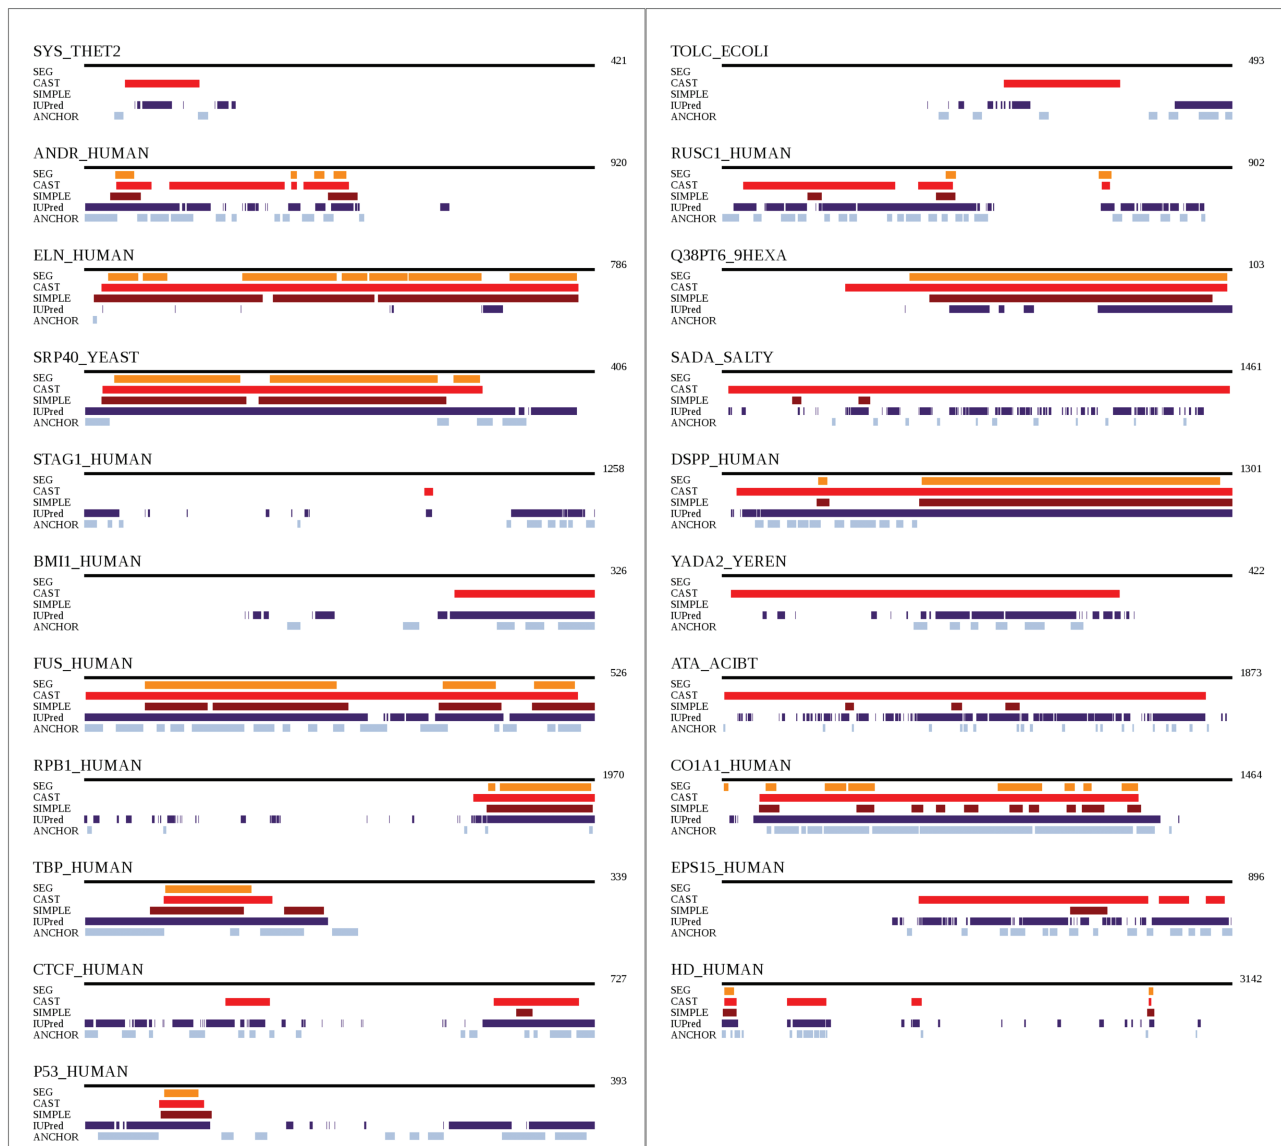 SYS_THET2
421
SEG
CAST
SIMPLE
IUPred
ANCHOR
ANDR_HUMAN
920
SEG
CAST
SIMPLE
IUPred
ANCHOR
ELN_HUMAN
786
SEG
CAST
SIMPLE
IUPred
ANCHOR
SRP40_YEAST
406
SEG
CAST
SIMPLE
IUPred
ANCHOR
STAG1_HUMAN
1258
SEG
CAST
SIMPLE
IUPred
ANCHOR
BMI1_HUMAN
326
SEG
CAST
SIMPLE
IUPred
ANCHOR
FUS_HUMAN
526
SEG
CAST
SIMPLE
IUPred
ANCHOR
RPB1_HUMAN
1970
SEG
CAST
SIMPLE
IUPred
ANCHOR
TBP_HUMAN
339
SEG
CAST
SIMPLE
IUPred
ANCHOR
CTCF_HUMAN
727
SEG
CAST
SIMPLE
IUPred
ANCHOR
P53_HUMAN
393
SEG
CAST
SIMPLE
IUPred
ANCHOR
TOLC_ECOLI
493
SEG
CAST
SIMPLE
IUPred
ANCHOR
RUSC1_HUMAN
902
SEG
CAST
SIMPLE
IUPred
ANCHOR
Q38PT6_9HEXA
103
SEG
CAST
SIMPLE
IUPred
ANCHOR
SADA_SALTY
1461
SEG
CAST
SIMPLE
IUPred
ANCHOR
DSPP_HUMAN
1301
SEG
CAST
SIMPLE
IUPred
ANCHOR
YADA2_YEREN
422
SEG
CAST
SIMPLE
IUPred
ANCHOR
ATA_ACIBT
1873
SEG
CAST
SIMPLE
IUPred
ANCHOR
CO1A1_HUMAN
1464
SEG
CAST
SIMPLE
IUPred
ANCHOR
EPS15_HUMAN
896
SEG
CAST
SIMPLE
IUPred
ANCHOR
HD_HUMAN
3142
SEG
CAST
SIMPLE
IUPred
ANCHOR